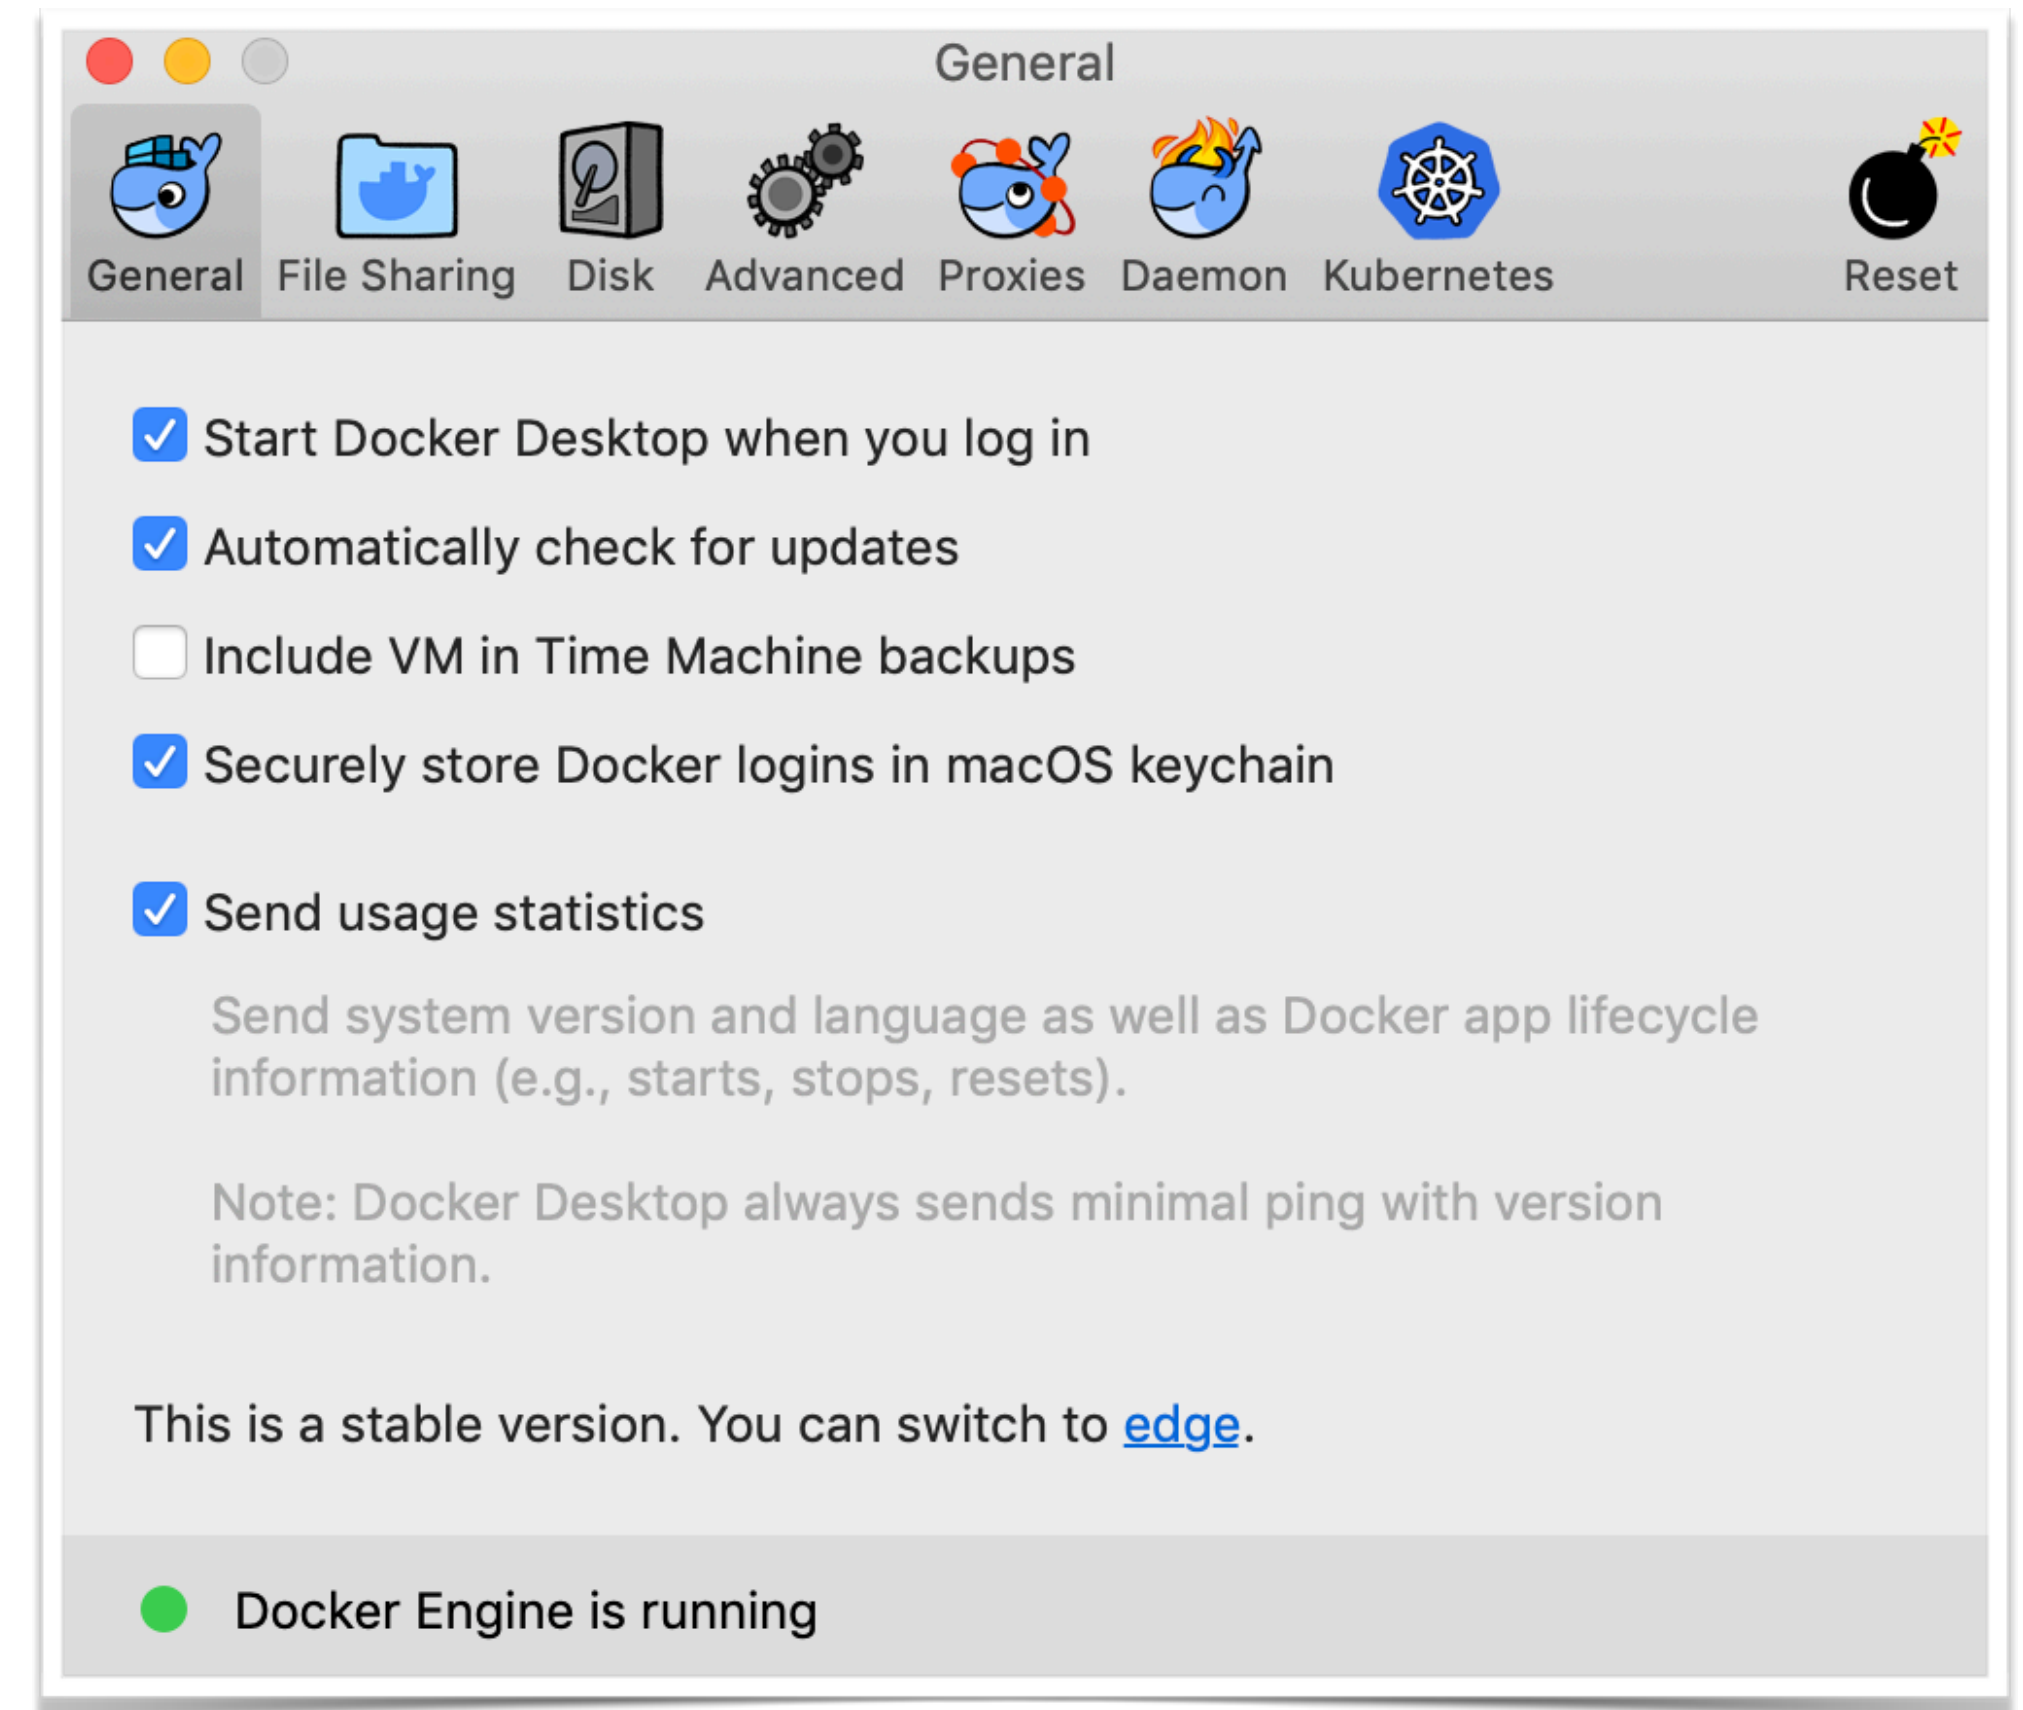 General
General File Sharing Disk Advanced Proxies Daemon Kubernetes Reset
Start Docker Desktop when you log in
Automatically check for updates
Include VM in Time Machine backups
Securely store Docker logins in macOS keychain
Send usage statistics
Send system version and language as well as Docker app lifecycle
information (e.g., starts, stops, resets).
Note: Docker Desktop always sends minimal ping with version
information.
This is a stable version. You can switch to edge.
Docker Engine is running